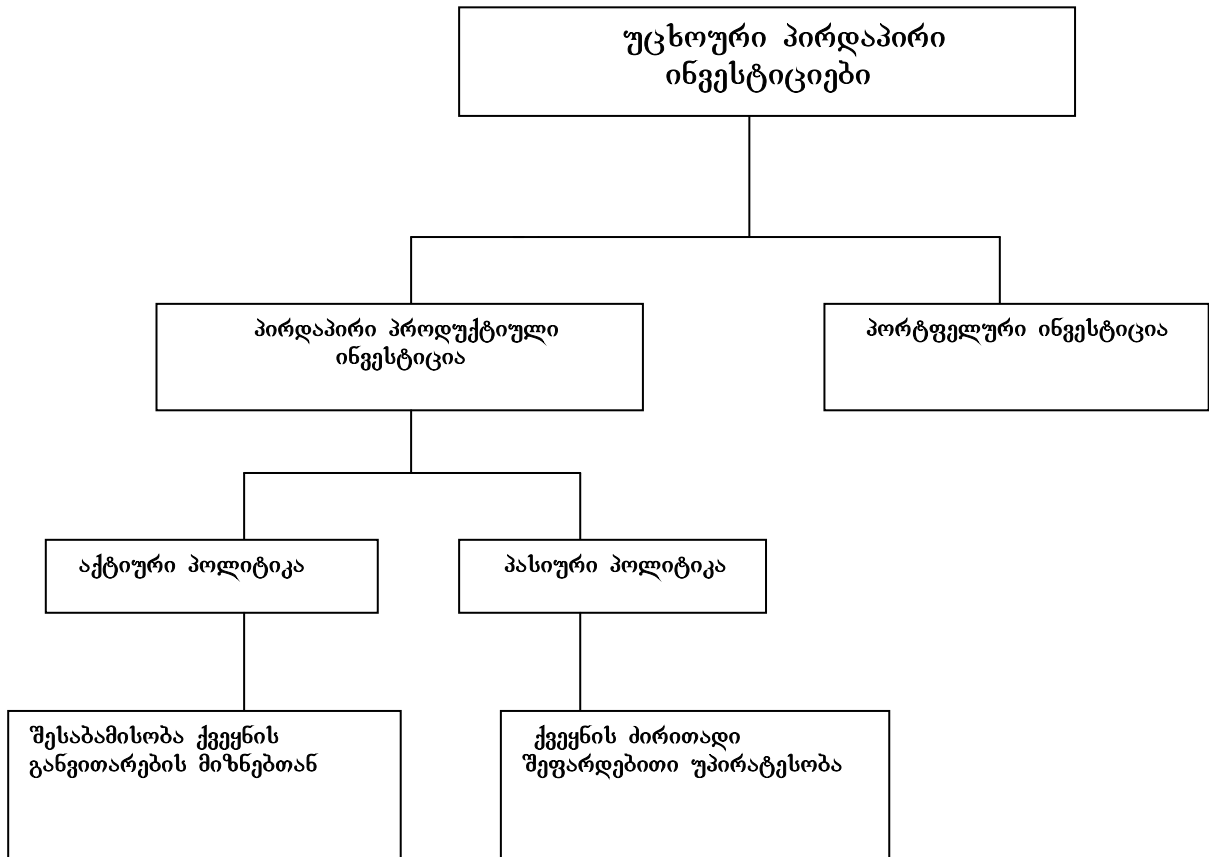 უცხოური პირდაპირი
ინვესტიციები
პირდაპირი პროდუქტიული
ინვესტიცია
პორტფელური ინვესტიცია
აქტიური პოლიტიკა
პასიური პოლიტიკა
შესაბამისობა ქვეყნის
განვითარების მიზნებთან
ქვეყნის ძირითადი
შეფარდებითი უპირატესობა